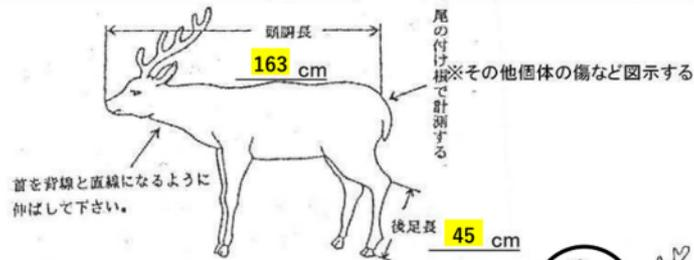 頭胴長
163 cm
尾の付け根で計測する
※その他個体の傷など図示する
首を背線と直線になるように
伸ばして下さい。
後足長 45 cm